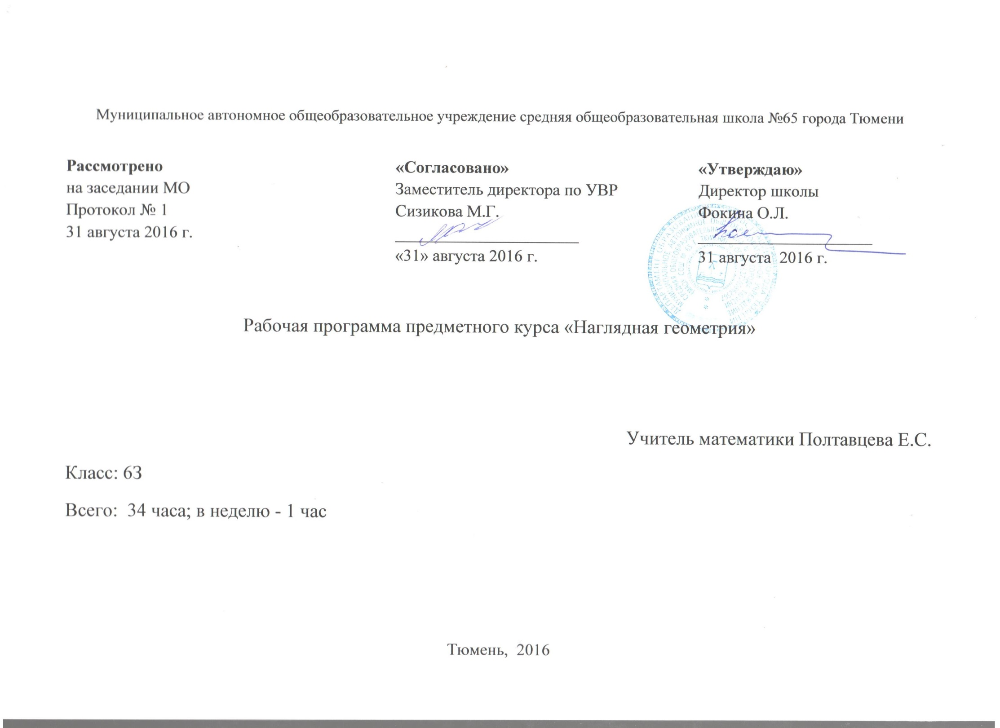 Муниципальное автономное общеобразовательное учреждение средняя общеобразовательная школа №65 города Тюмени
Рассмотрено
на заседании МО
Протокол № 1
31 августа 2016 г.
«Согласовано»
Заместитель директора по УВР
Сизикова М.Г.
«31» августа 2016 г.
«Утверждаю»
Директор школы
Фокина О.Л.
31 августа 2016 г.
Рабочая программа предметного курса «Наглядная геометрия»
Учитель математики Полтавцева Е.С.
Класс: 6З
Всего: 34 часа; в неделю - 1 час
Тюмень, 2016